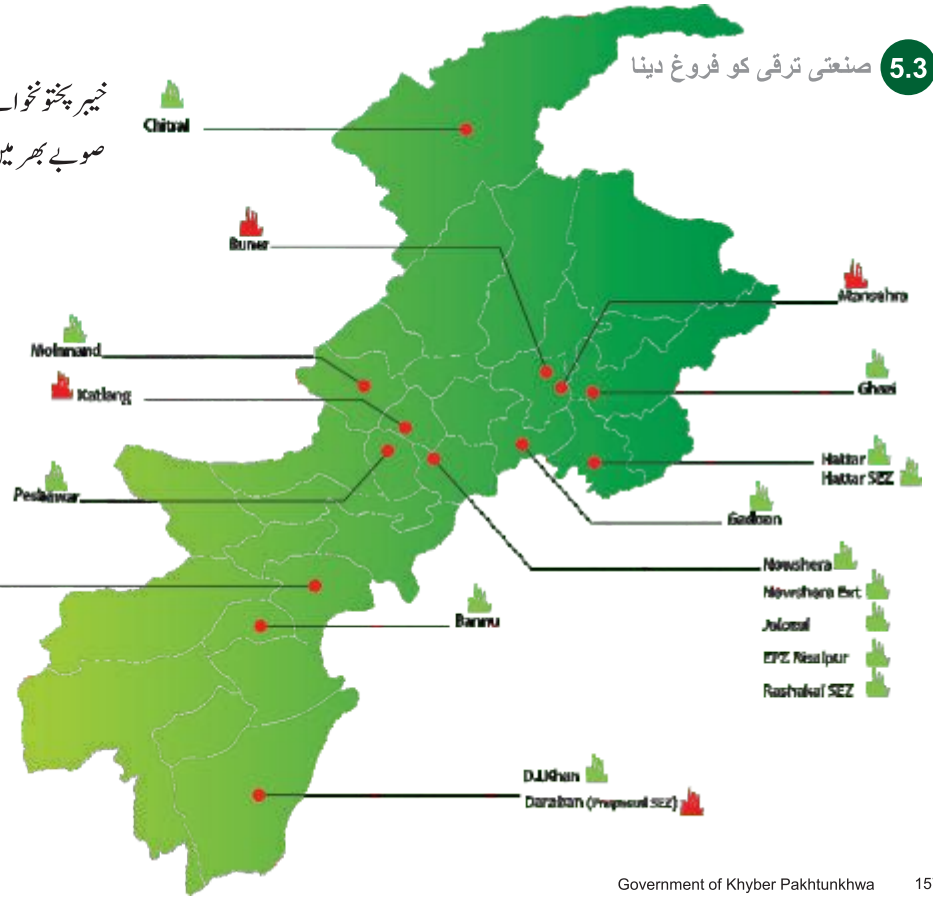 5.3 صنعتی ترقی کو فروغ دینا
خیبر پختونخوا
صوبے بھر میں
Chitral
Buner
Mansehra
Mohmand
Katlang
Ghazi
Hattar
Hattar SEZ
Peshawar
Gadoon
Nowshera
Nowshera Ext
Jalozai
EPZ Risalpur
Rashakai SEZ
Bannu
D.I.Khan
Daraban (Proposed SEZ)
Government of Khyber Pakhtunkhwa 15